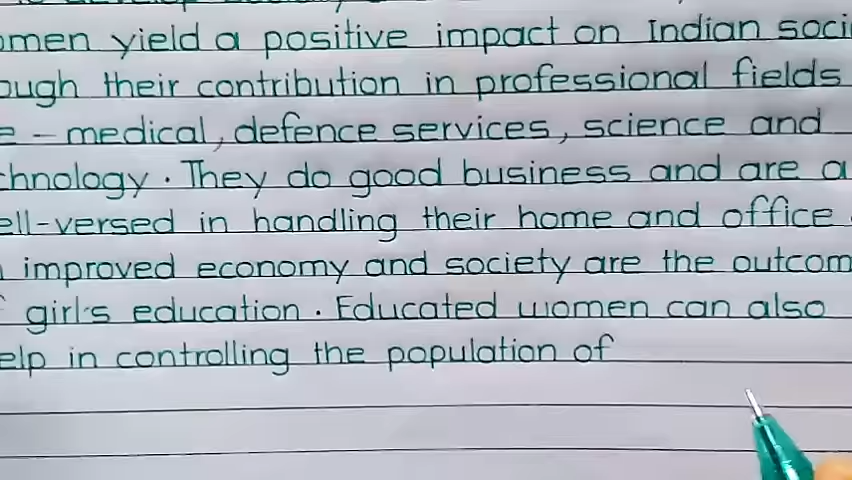 omen yield a positive impact on Indian soci
ough their contribution in professional fields
e - medical, defence services, science and
chnology. They do good business and are a
ell-versed in handling their home and office
improved economy and society are the outcom
girl's education. Educated women can also
elp in controlling the population of